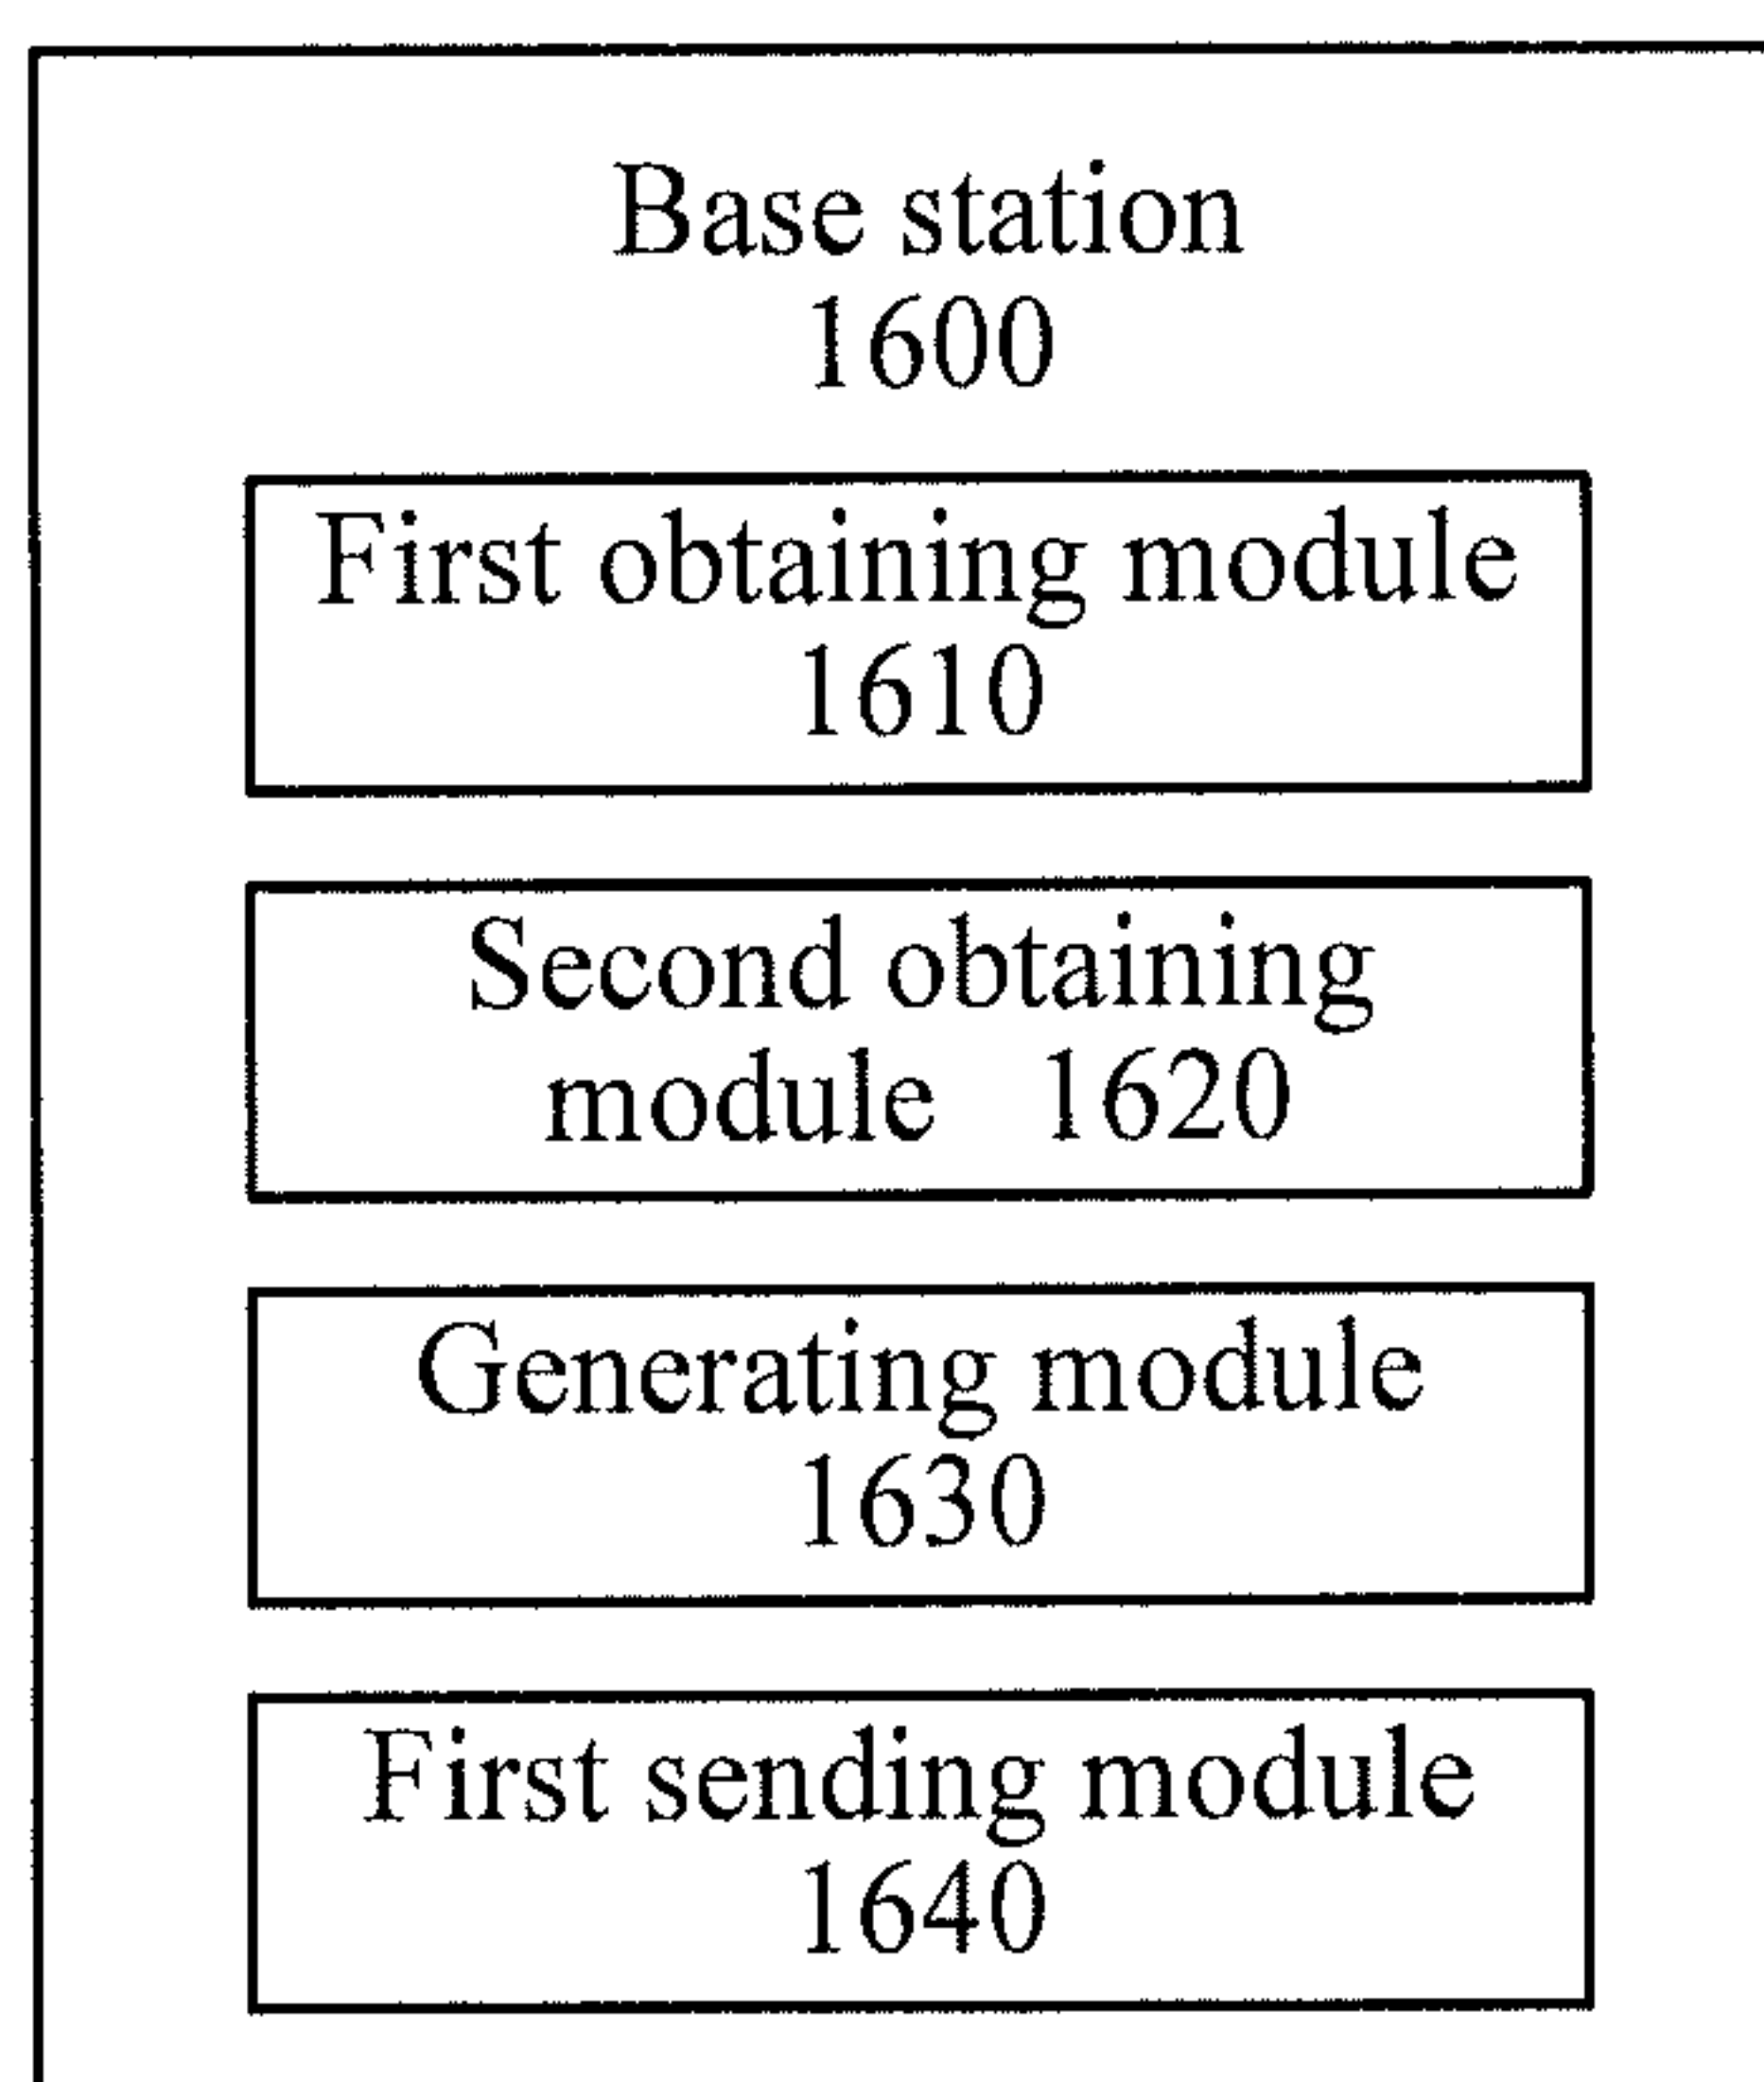 Base station
1600
First obtaining module
1610
Second obtaining
module 1620
Generating module
1630
First sending module
1640